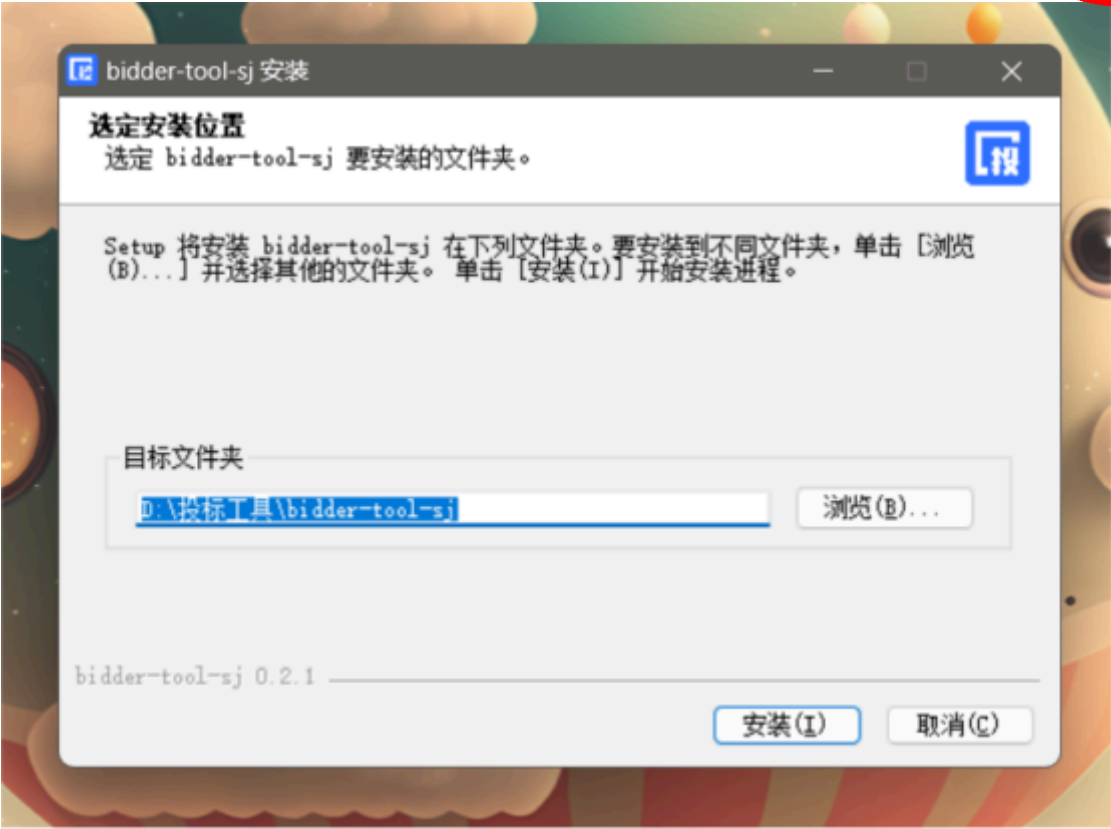 bidder-tool-sj 安装
选定安装位置
选定 bidder-tool-sj 要安装的文件夹。
投
Setup 将安装 bidder-tool-sj 在下列文件夹。要安装到不同文件夹，单击 [浏览
(B)...] 并选择其他的文件夹。 单击 [安装(I)] 开始安装进程。
目标文件夹
D:\投标工具\bidder-tool-sj
浏览(B)...
bidder-tool-sj 0.2.1
安装(I)
取消(C)